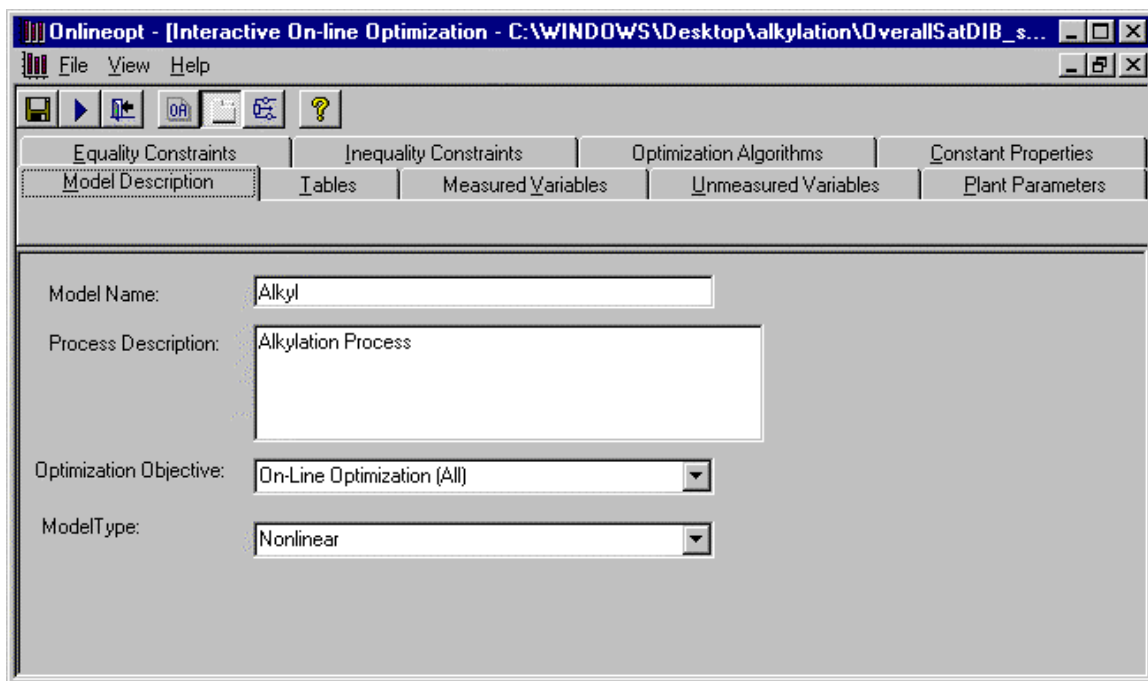 Onlineopt - [Interactive On-line Optimization - C:\WINDOWS\Desktop\alkylation\OverallSatDIB_s...
File View Help
OA ?
Equality Constraints Inequality Constraints Optimization Algorithms Constant Properties
Model Description Tables Measured Variables Unmeasured Variables Plant Parameters
Model Name: Alkyl
Process Description: Alkylation Process
Optimization Objective: On-Line Optimization (All)
ModelType: Nonlinear